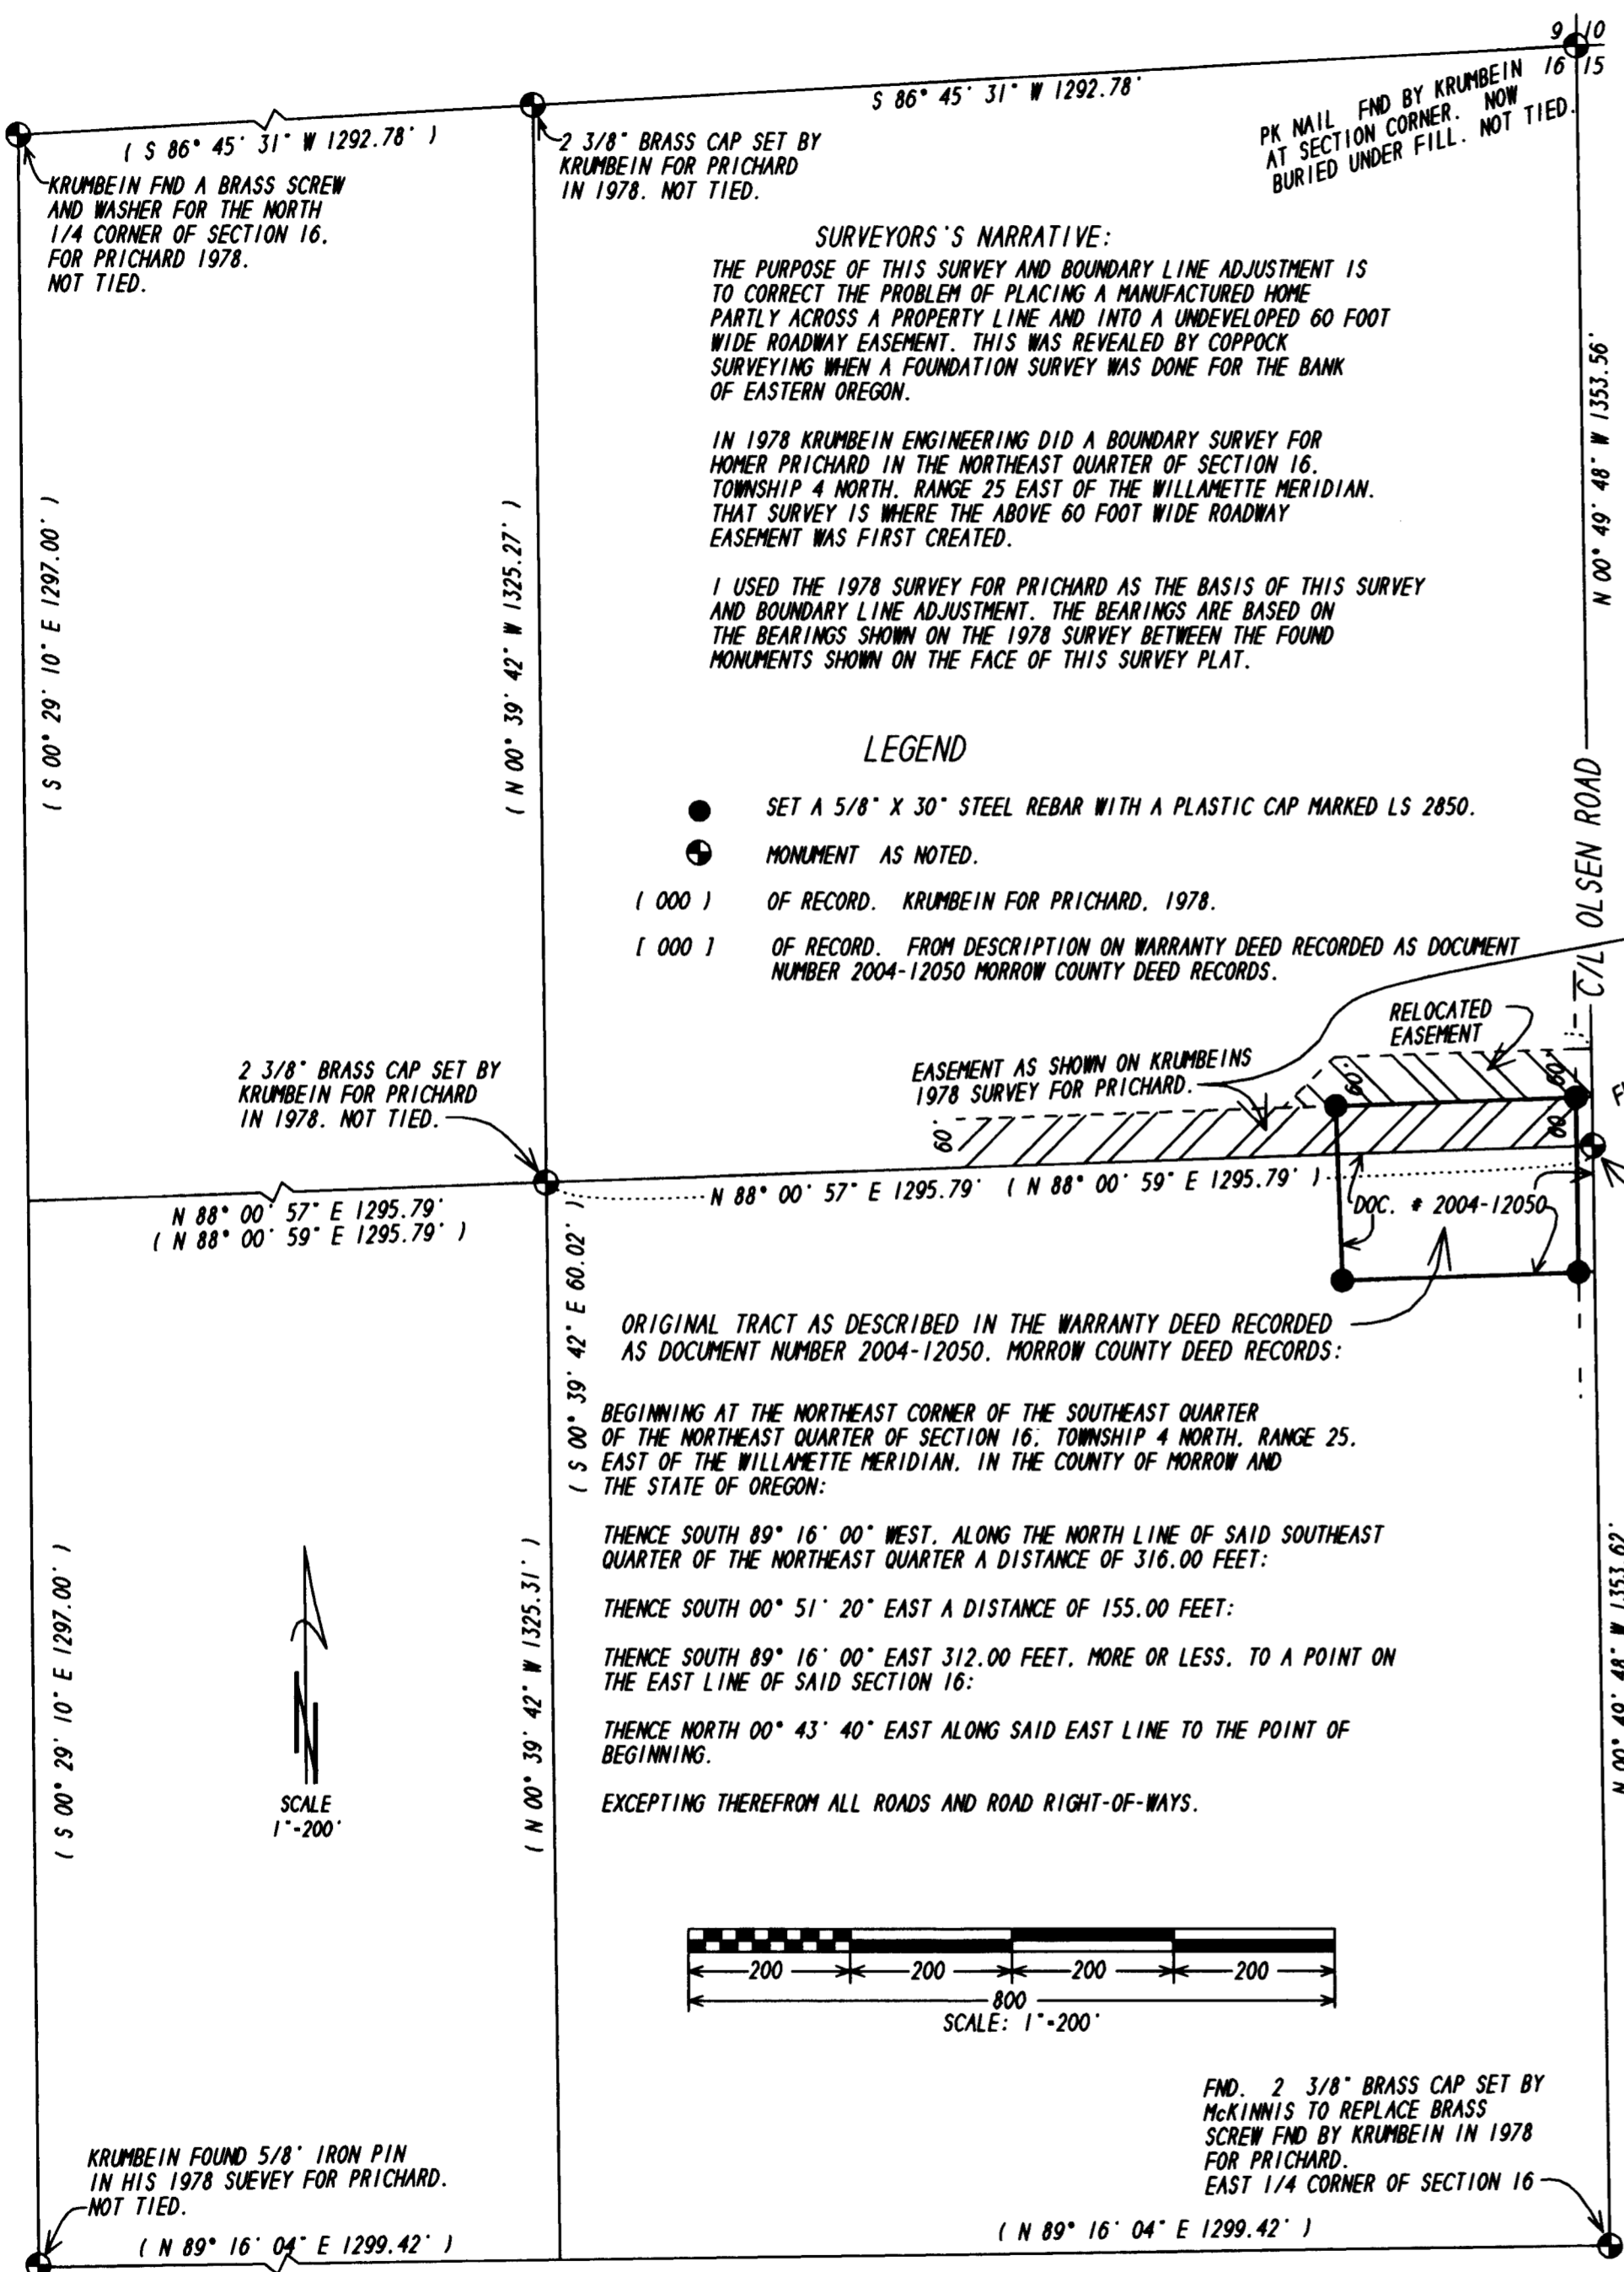 9 10
16 15
S 86° 45' 31" W 1292.78'
( S 86° 45' 31" W 1292.78' )
PK NAIL FND BY KRUMBEIN
AT SECTION CORNER. NOW
BURIED UNDER FILL. NOT TIED.
2 3/8" BRASS CAP SET BY
KRUMBEIN FOR PRICHARD
IN 1978. NOT TIED.
KRUMBEIN FND A BRASS SCREW
AND WASHER FOR THE NORTH
1/4 CORNER OF SECTION 16.
FOR PRICHARD 1978.
NOT TIED.
SURVEYORS'S NARRATIVE:
THE PURPOSE OF THIS SURVEY AND BOUNDARY LINE ADJUSTMENT IS
TO CORRECT THE PROBLEM OF PLACING A MANUFACTURED HOME
PARTLY ACROSS A PROPERTY LINE AND INTO A UNDEVELOPED 60 FOOT
WIDE ROADWAY EASEMENT. THIS WAS REVEALED BY COPPOCK
SURVEYING WHEN A FOUNDATION SURVEY WAS DONE FOR THE BANK
OF EASTERN OREGON.
IN 1978 KRUMBEIN ENGINEERING DID A BOUNDARY SURVEY FOR
HOMER PRICHARD IN THE NORTHEAST QUARTER OF SECTION 16.
TOWNSHIP 4 NORTH. RANGE 25 EAST OF THE WILLAMETTE MERIDIAN.
THAT SURVEY IS WHERE THE ABOVE 60 FOOT WIDE ROADWAY
EASEMENT WAS FIRST CREATED.
I USED THE 1978 SURVEY FOR PRICHARD AS THE BASIS OF THIS SURVEY
AND BOUNDARY LINE ADJUSTMENT. THE BEARINGS ARE BASED ON
THE BEARINGS SHOWN ON THE 1978 SURVEY BETWEEN THE FOUND
MONUMENTS SHOWN ON THE FACE OF THIS SURVEY PLAT.
( S 00° 29' 10" E 1297.00' )
( N 00° 39' 42" W 1325.27' )
N 00° 49' 48" W 1353.56'
LEGEND
SET A 5/8" X 30" STEEL REBAR WITH A PLASTIC CAP MARKED LS 2850.
MONUMENT AS NOTED.
( 000 ) OF RECORD. KRUMBEIN FOR PRICHARD, 1978.
[ 000 ] OF RECORD. FROM DESCRIPTION ON WARRANTY DEED RECORDED AS DOCUMENT
NUMBER 2004-12050 MORROW COUNTY DEED RECORDS.
C/L OLSEN ROAD
RELOCATED
EASEMENT
EASEMENT AS SHOWN ON KRUMBEINS
1978 SURVEY FOR PRICHARD.
60'
60'
60'
60'
2 3/8" BRASS CAP SET BY
KRUMBEIN FOR PRICHARD
IN 1978. NOT TIED.
N 88° 00' 57" E 1295.79' ( N 88° 00' 59" E 1295.79' )
N 88° 00' 57" E 1295.79'
( N 88° 00' 59" E 1295.79' )
DOC. # 2004-12050
( S 00° 39' 42" E 60.02' )
ORIGINAL TRACT AS DESCRIBED IN THE WARRANTY DEED RECORDED
AS DOCUMENT NUMBER 2004-12050. MORROW COUNTY DEED RECORDS:
BEGINNING AT THE NORTHEAST CORNER OF THE SOUTHEAST QUARTER
OF THE NORTHEAST QUARTER OF SECTION 16. TOWNSHIP 4 NORTH. RANGE 25.
EAST OF THE WILLAMETTE MERIDIAN. IN THE COUNTY OF MORROW AND
THE STATE OF OREGON:
THENCE SOUTH 89° 16' 00" WEST. ALONG THE NORTH LINE OF SAID SOUTHEAST
QUARTER OF THE NORTHEAST QUARTER A DISTANCE OF 316.00 FEET:
THENCE SOUTH 00° 51' 20" EAST A DISTANCE OF 155.00 FEET:
THENCE SOUTH 89° 16' 00" EAST 312.00 FEET. MORE OR LESS. TO A POINT ON
THE EAST LINE OF SAID SECTION 16:
THENCE NORTH 00° 43' 40" EAST ALONG SAID EAST LINE TO THE POINT OF
BEGINNING.
EXCEPTING THEREFROM ALL ROADS AND ROAD RIGHT-OF-WAYS.
( S 00° 29' 10" E 1297.00' )
( N 00° 39' 42" W 1325.31' )
N 00° 49' 48" W 1353.62'
N
SCALE
1"-200'
200 200 200 200
800
SCALE: 1"-200'
FND. 2 3/8" BRASS CAP SET BY
McKINNIS TO REPLACE BRASS
SCREW FND BY KRUMBEIN IN 1978
FOR PRICHARD.
EAST 1/4 CORNER OF SECTION 16
KRUMBEIN FOUND 5/8" IRON PIN
IN HIS 1978 SUEVEY FOR PRICHARD.
NOT TIED.
( N 89° 16' 04" E 1299.42' )
( N 89° 16' 04" E 1299.42' )